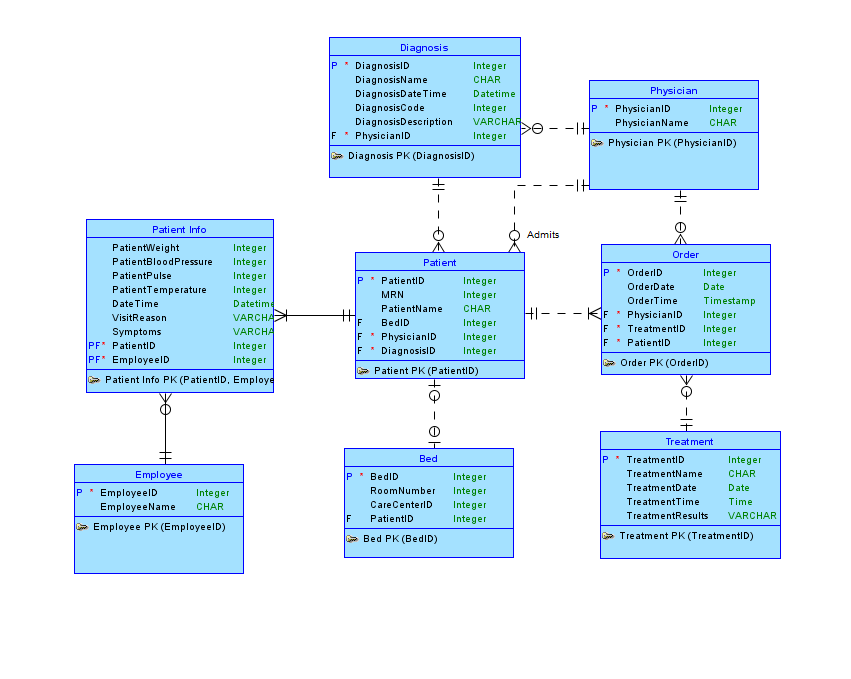 Diagnosis
P * DiagnosisID Integer
DiagnosisName CHAR
DiagnosisDateTime Datetime
DiagnosisCode Integer
DiagnosisDescription VARCHAR
F * PhysicianID Integer
Diagnosis PK (DiagnosisID)
Physician
P * PhysicianID Integer
PhysicianName CHAR
Physician PK (PhysicianID)
Admits
Patient Info
PatientWeight Integer
PatientBloodPressure Integer
PatientPulse Integer
PatientTemperature Integer
DateTime Datetime
VisitReason VARCHA
Symptoms VARCHA
PF* PatientID Integer
PF* EmployeeID Integer
Patient Info PK (PatientID, Employe
Patient
P * PatientID Integer
MRN Integer
PatientName CHAR
F BedID Integer
F * PhysicianID Integer
F * DiagnosisID Integer
Patient PK (PatientID)
Order
P * OrderID Integer
OrderDate Date
OrderTime Timestamp
F * PhysicianID Integer
F * TreatmentID Integer
F * PatientID Integer
Order PK (OrderID)
Employee
P * EmployeeID Integer
EmployeeName CHAR
Employee PK (EmployeeID)
Bed
P * BedID Integer
RoomNumber Integer
CareCenterID Integer
F PatientID Integer
Bed PK (BedID)
Treatment
P * TreatmentID Integer
TreatmentName CHAR
TreatmentDate Date
TreatmentTime Time
TreatmentResults VARCHAR
Treatment PK (TreatmentID)